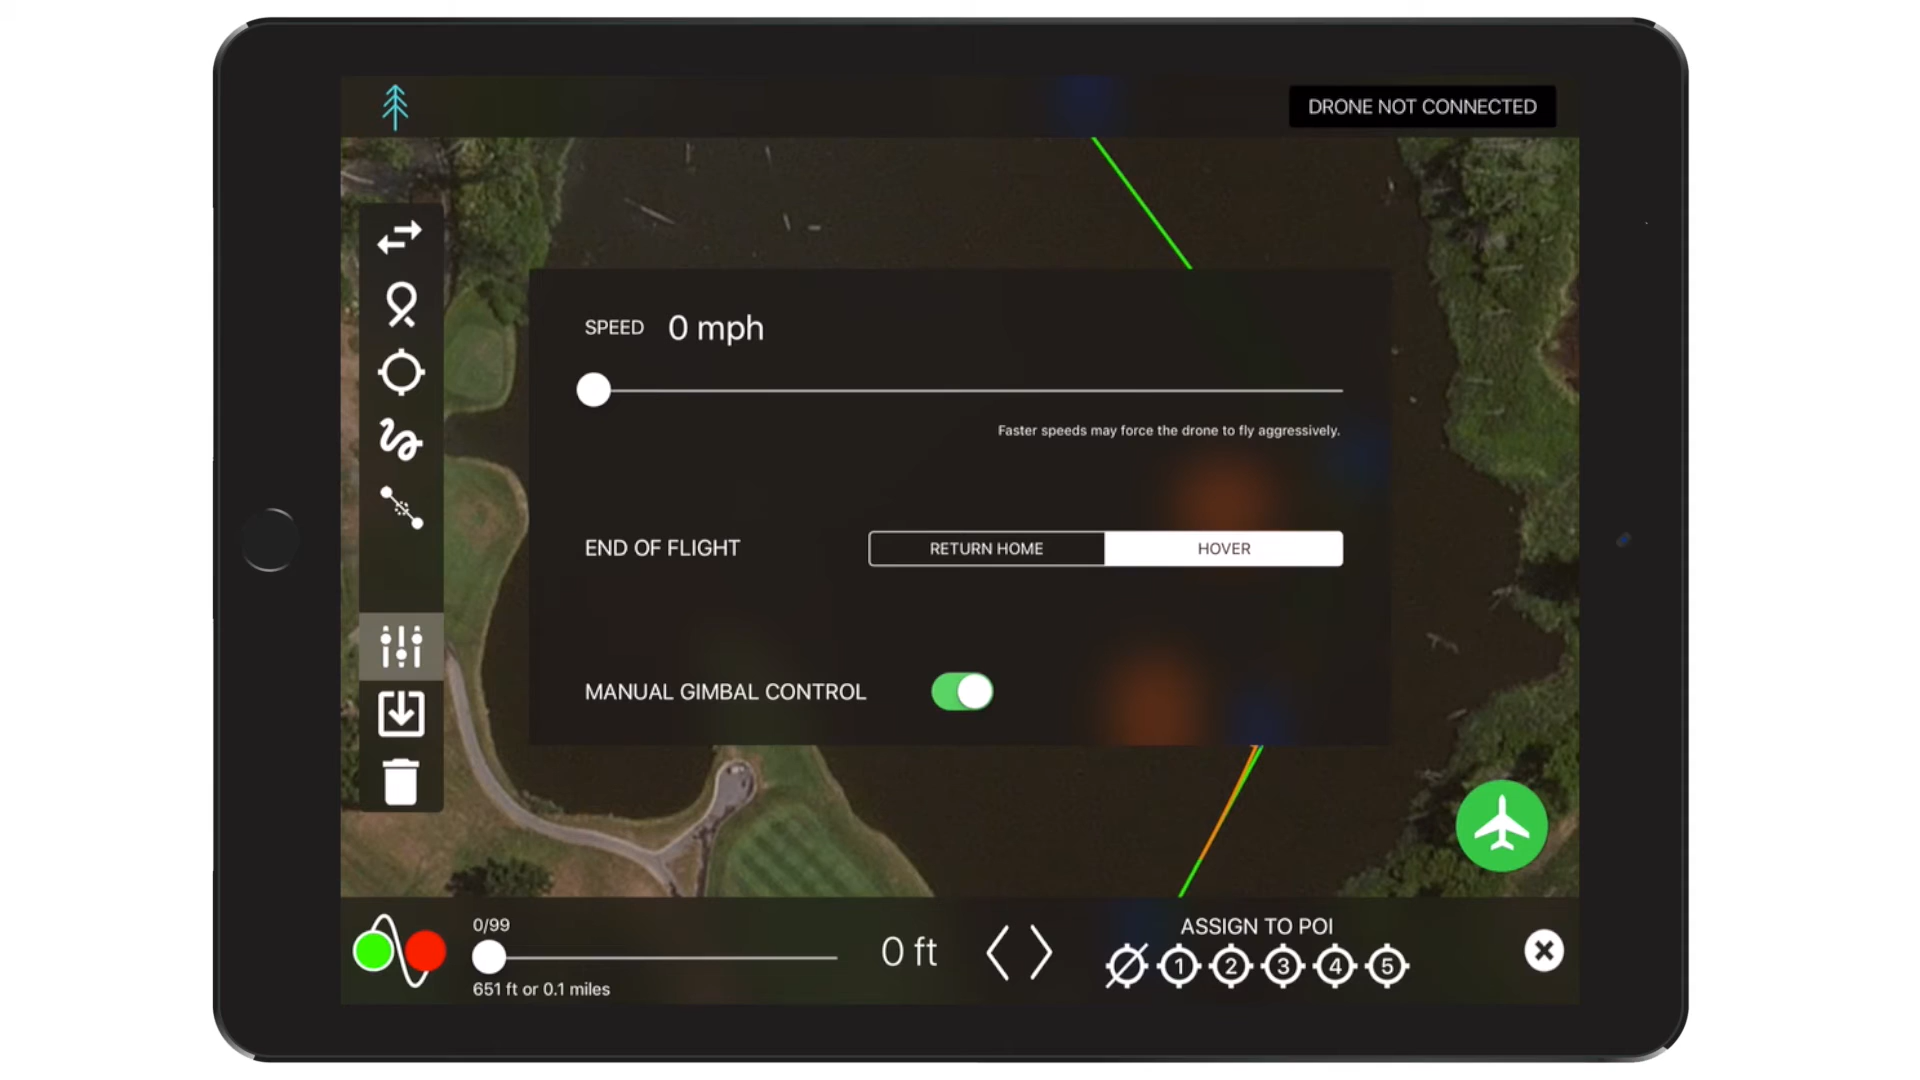 DRONE NOT CONNECTED
SPEED 0 mph
Faster speeds may force the drone to fly aggressively.
END OF FLIGHT RETURN HOME HOVER
MANUAL GIMBAL CONTROL
0/99
651 ft or 0.1 miles
0 ft
ASSIGN TO POI
1 2 3 4 5